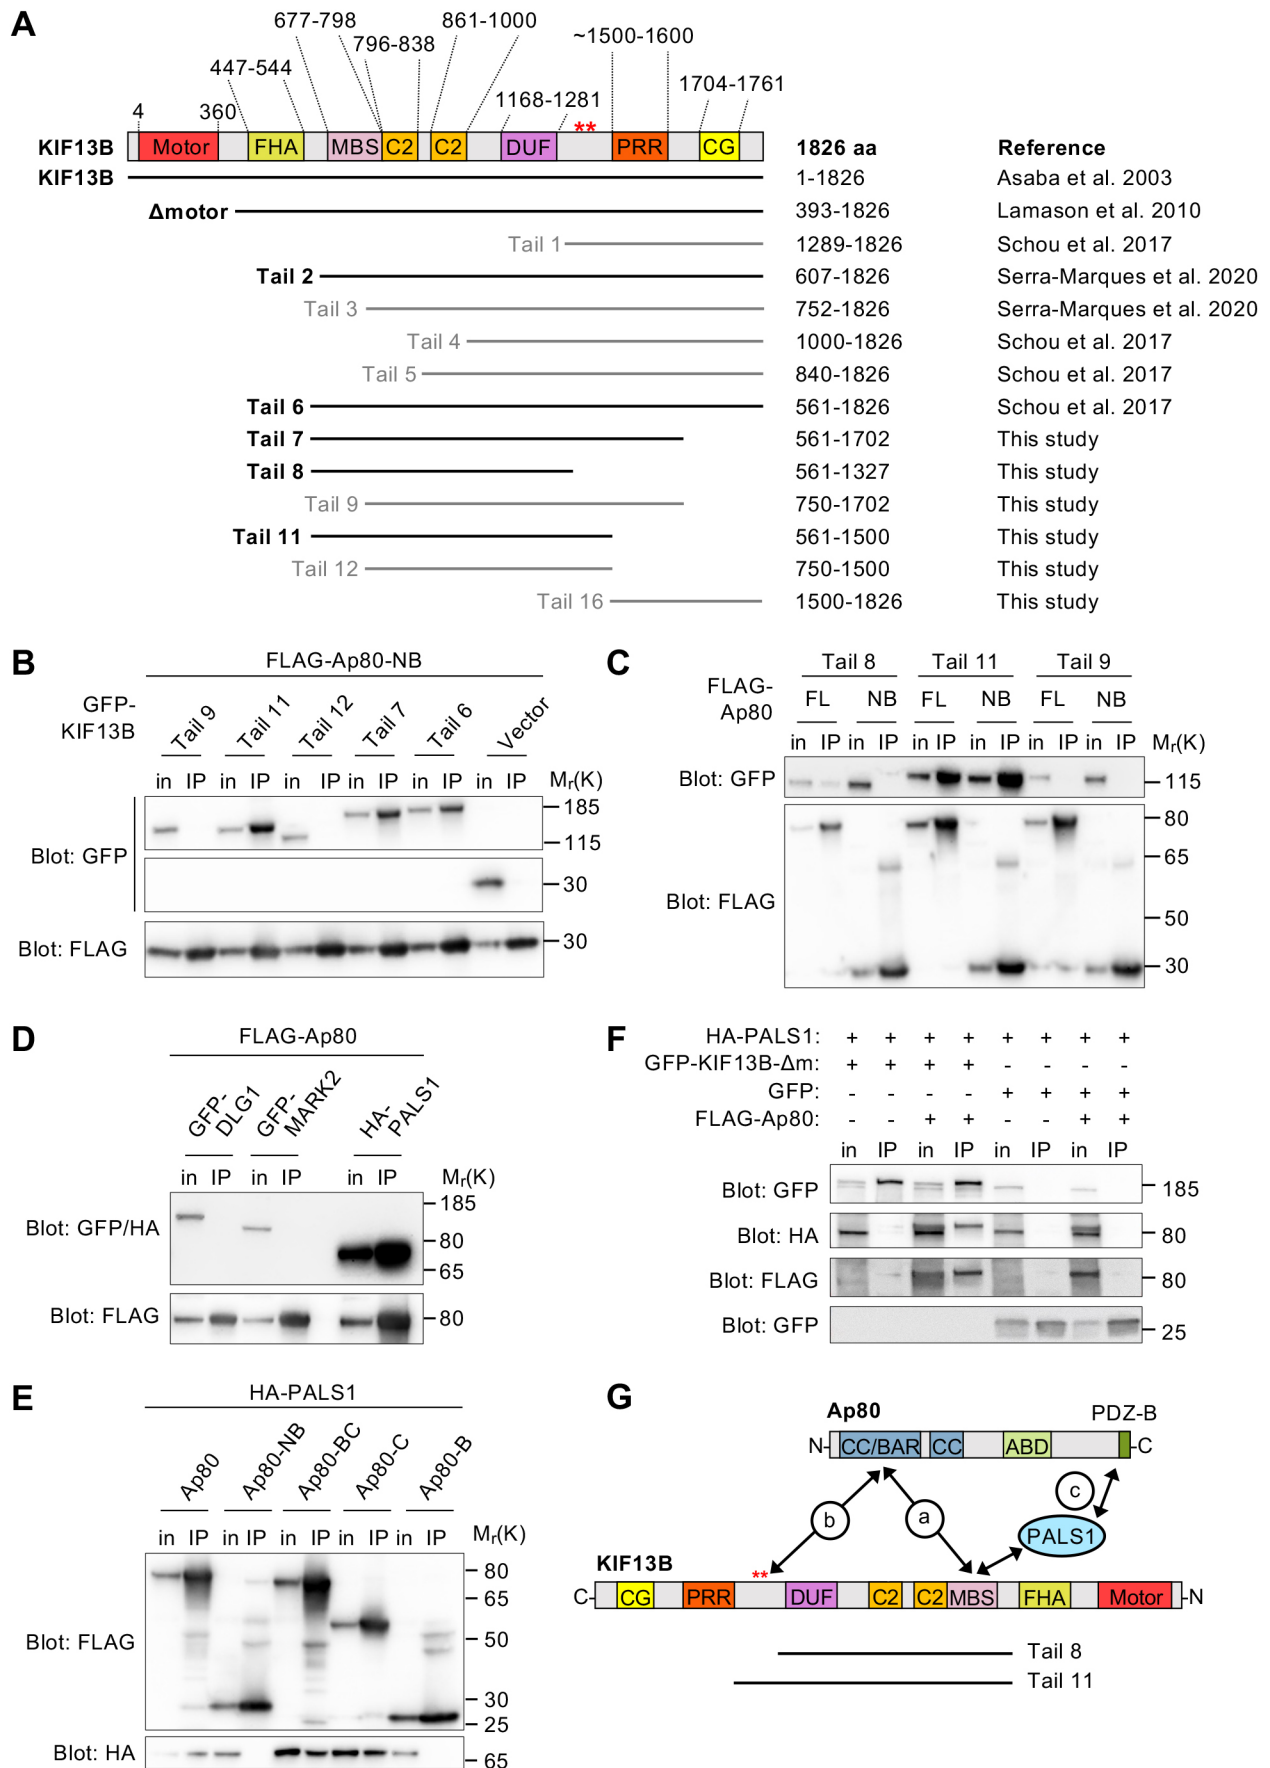 A
677-798
861-1000
796-838
~1500-1600
447-544
1168-1281
1704-1761
4
360
**
KIF13B Motor FHA MBS C2 C2 DUF PRR CG 1826 aa Reference
KIF13B 1-1826 Asaba et al. 2003
Δmotor 393-1826 Lamason et al. 2010
Tail 1 1289-1826 Schou et al. 2017
Tail 2 607-1826 Serra-Marques et al. 2020
Tail 3 752-1826 Serra-Marques et al. 2020
Tail 4 1000-1826 Schou et al. 2017
Tail 5 840-1826 Schou et al. 2017
Tail 6 561-1826 Schou et al. 2017
Tail 7 561-1702 This study
Tail 8 561-1327 This study
Tail 9 750-1702 This study
Tail 11 561-1500 This study
Tail 12 750-1500 This study
Tail 16 1500-1826 This study
B
FLAG-Ap80-NB
GFP-
KIF13B
Tail 9 Tail 11 Tail 12 Tail 7 Tail 6 Vector
in IP in IP in IP in IP in IP in IP Mr(K)
185
115
Blot: GFP
30
Blot: FLAG
30
C
Tail 8 Tail 11 Tail 9
FLAG-
Ap80
FL NB FL NB FL NB
in IP in IP in IP in IP in IP in IP Mr(K)
Blot: GFP
115
80
65
Blot: FLAG
50
30
D
FLAG-Ap80
GFP-
DLG1
GFP-
MARK2
HA-
PALS1
in IP in IP in IP Mr(K)
185
Blot: GFP/HA
80
65
Blot: FLAG
80
F
HA-PALS1: + + + + + + + +
GFP-KIF13B-Δm: + + + + - - - -
GFP: - - - - + + + +
FLAG-Ap80: - - + + - - + +
in IP in IP in IP in IP
Blot: GFP 185
Blot: HA 80
Blot: FLAG 80
Blot: GFP 25
E
HA-PALS1
Ap80 Ap80-NB Ap80-BC Ap80-C Ap80-B
in IP in IP in IP in IP in IP Mr(K)
80
65
Blot: FLAG
50
30
25
Blot: HA
65
G
Ap80
PDZ-B
N- CC/BAR CC ABD -C
b
a
c
PALS1
KIF13B
**
C- CG PRR DUF C2 C2 MBS FHA Motor -N
Tail 8
Tail 11